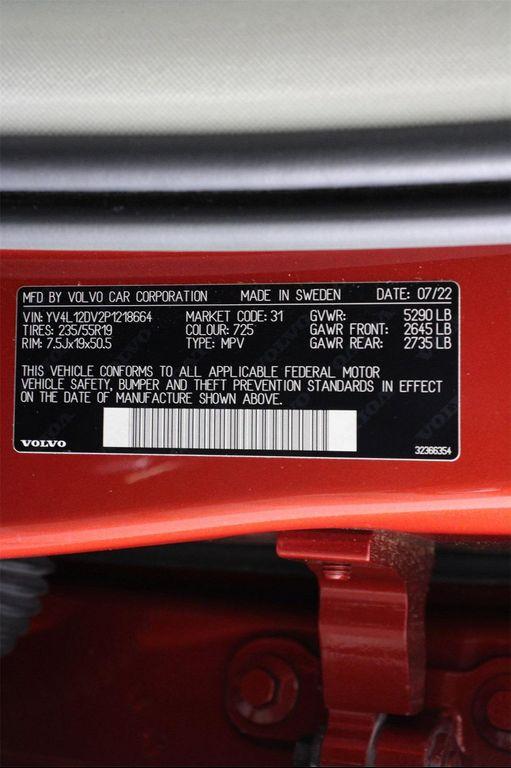 MFD BY VOLVO CAR CORPORATION MADE IN SWEDEN DATE: 07/22
VIN: YV4L12DV2P1218664 MARKET CODE: 31 GVWR: 5290 LB
TIRES: 235/55R19 COLOUR: 725 GAWR FRONT: 2645 LB
RIM: 7.5Jx19x50.5 TYPE: MPV GAWR REAR: 2735 LB
THIS VEHICLE CONFORMS TO ALL APPLICABLE FEDERAL MOTOR
VEHICLE SAFETY, BUMPER AND THEFT PREVENTION STANDARDS IN EFFECT
ON THE DATE OF MANUFACTURE SHOWN ABOVE.
VOLVO 32366354